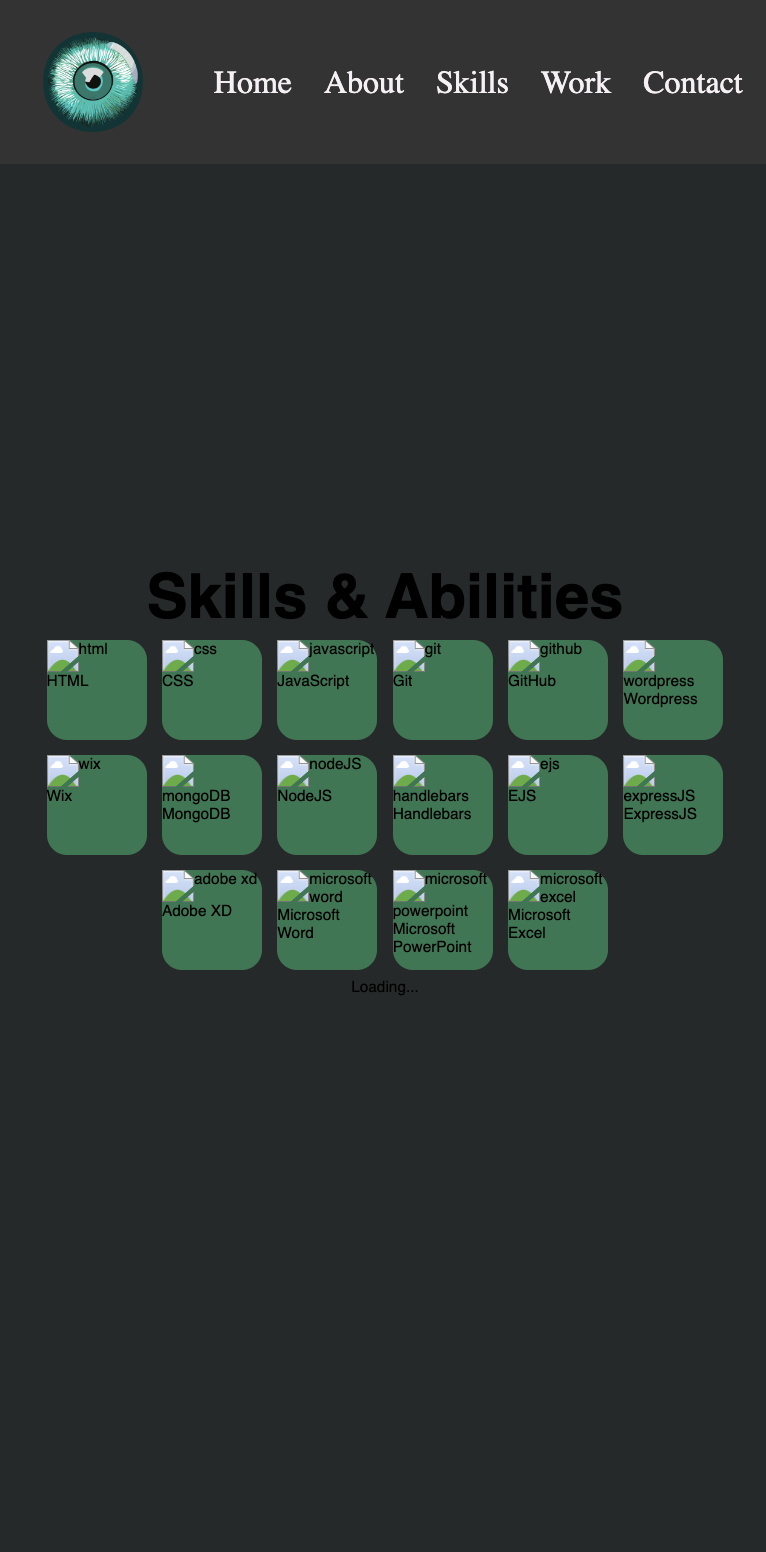 Home About Skills Work Contact
Skills & Abilities
html
HTML
css
CSS
javascript
JavaScript
git
Git
github
GitHub
wordpress
Wordpress
wix
Wix
mongoDB
MongoDB
nodeJS
NodeJS
handlebars
Handlebars
ejs
EJS
expressJS
ExpressJS
adobe xd
Adobe XD
microsoft
word
Microsoft
Word
microsoft
powerpoint
Microsoft
PowerPoint
microsoft
excel
Microsoft
Excel
Loading...